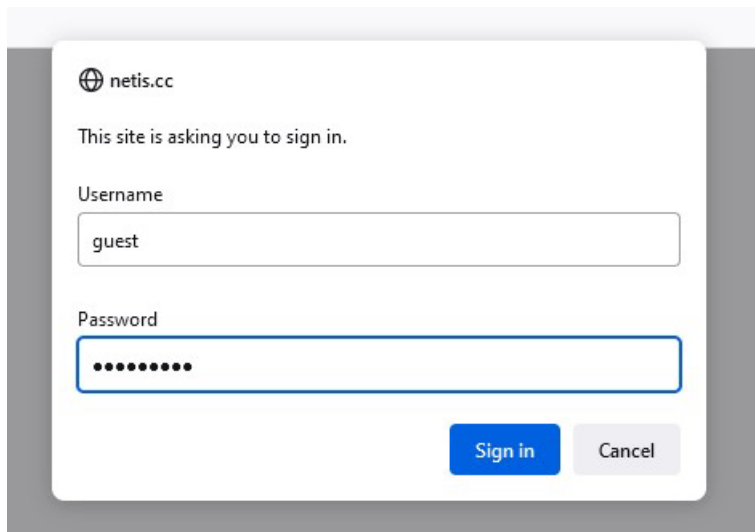 netis.cc
This site is asking you to sign in.
Username
guest
Password
•••••••••
Sign in Cancel